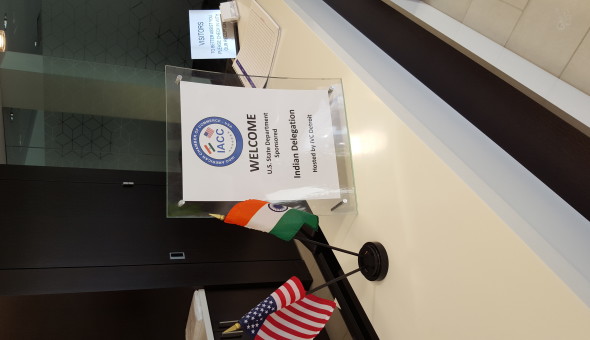 IACC
WELCOME
U.S. State Department
Sponsored
Indian Delegation
Hosted by IVC Detroit
VISITORS
TO BETTER ASSIST YOU
PLEASE CHECK IN WITH